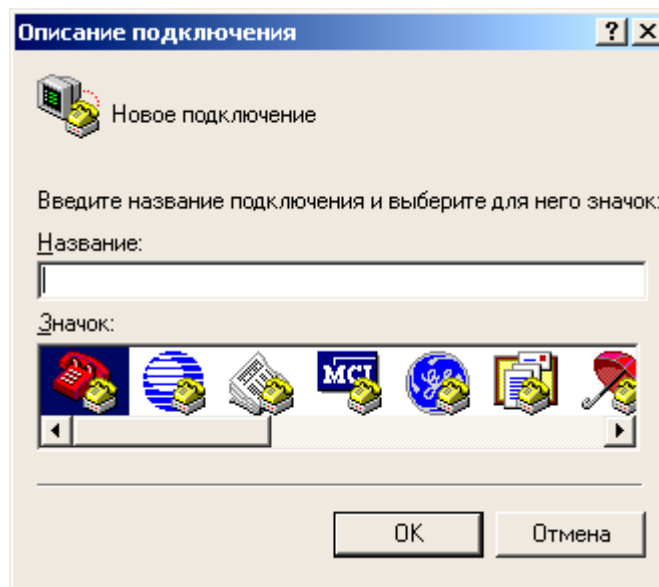 Описание подключения
Новое подключение
Введите название подключения и выберите для него значок:
Название:
Значок:
MCI
OK
Отмена